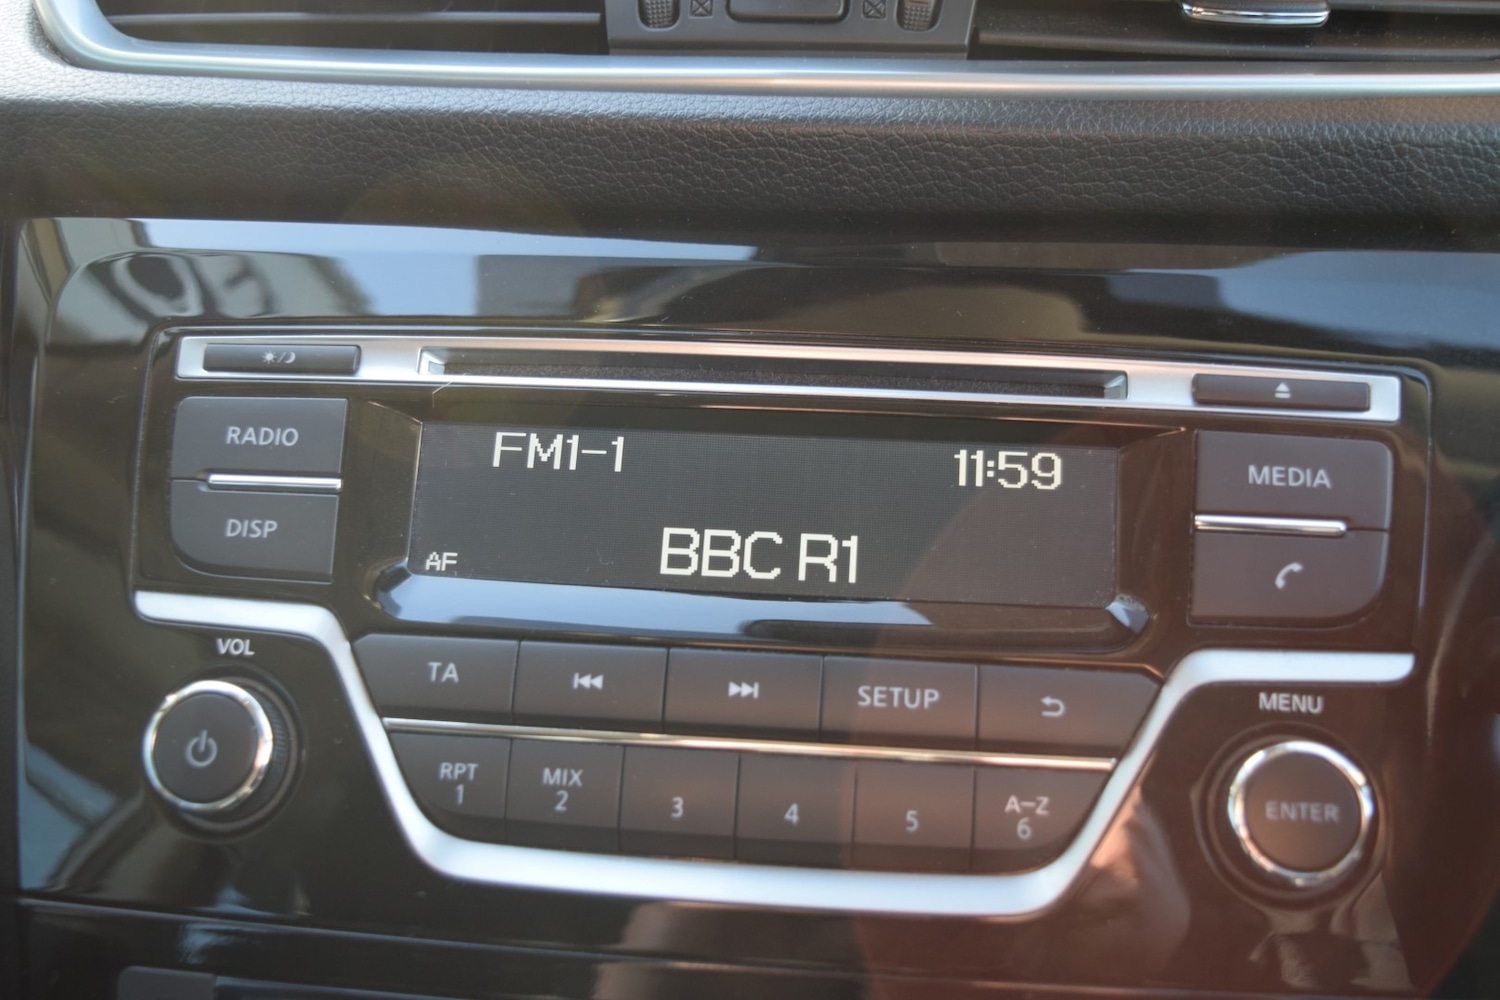 RADIO
DISP
FM1-1 11:59
BBC R1
AF
MEDIA
VOL
TA
SETUP
MENU
RPT
1
MIX
2
3
4
5
A-Z
6
ENTER